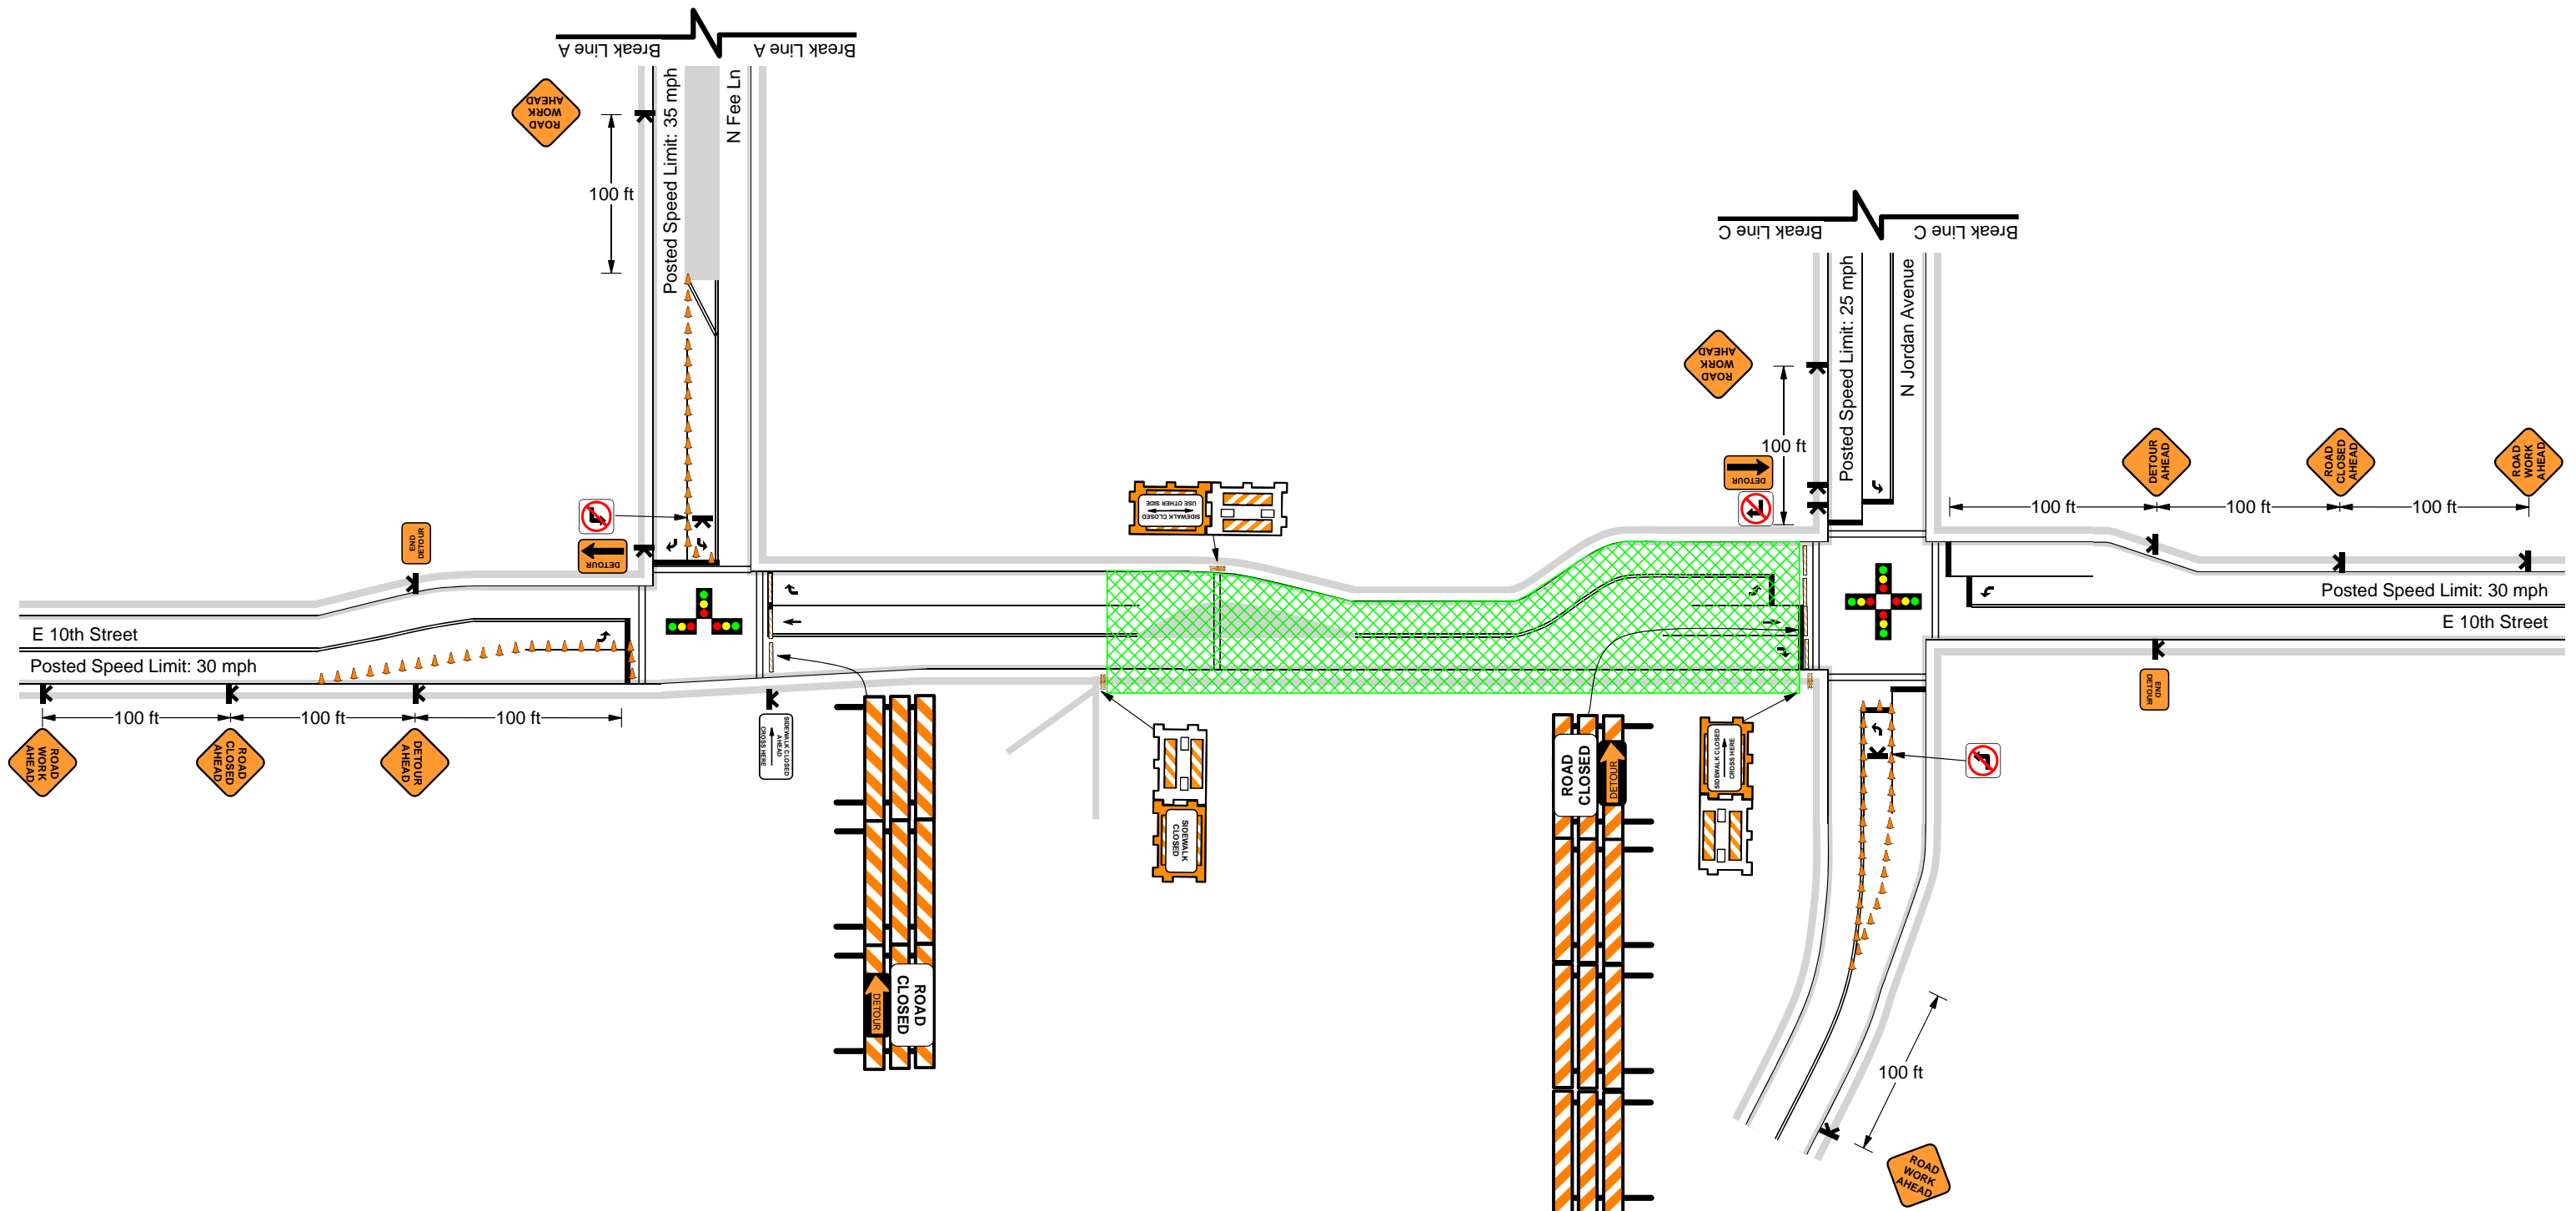 Break Line A
Break Line A
Posted Speed Limit: 35 mph
N Fee Ln
ROAD
WORK
AHEAD
100 ft
DETOUR
END
DETOUR
E 10th Street
Posted Speed Limit: 30 mph
100 ft
100 ft
100 ft
ROAD
WORK
AHEAD
ROAD
CLOSED
AHEAD
DETOUR
AHEAD
SIDEWALK CLOSED
AHEAD
CROSS HERE
ROAD
CLOSED
DETOUR
SIDEWALK CLOSED
USE OTHER SIDE
SIDEWALK
CLOSED
ROAD
CLOSED
DETOUR
SIDEWALK CLOSED
CROSS HERE
Break Line C
Break Line C
Posted Speed Limit: 25 mph
N Jordan Avenue
ROAD
WORK
AHEAD
100 ft
DETOUR
DETOUR
AHEAD
ROAD
CLOSED
AHEAD
ROAD
WORK
AHEAD
100 ft
100 ft
100 ft
Posted Speed Limit: 30 mph
E 10th Street
END
DETOUR
100 ft
ROAD
WORK
AHEAD